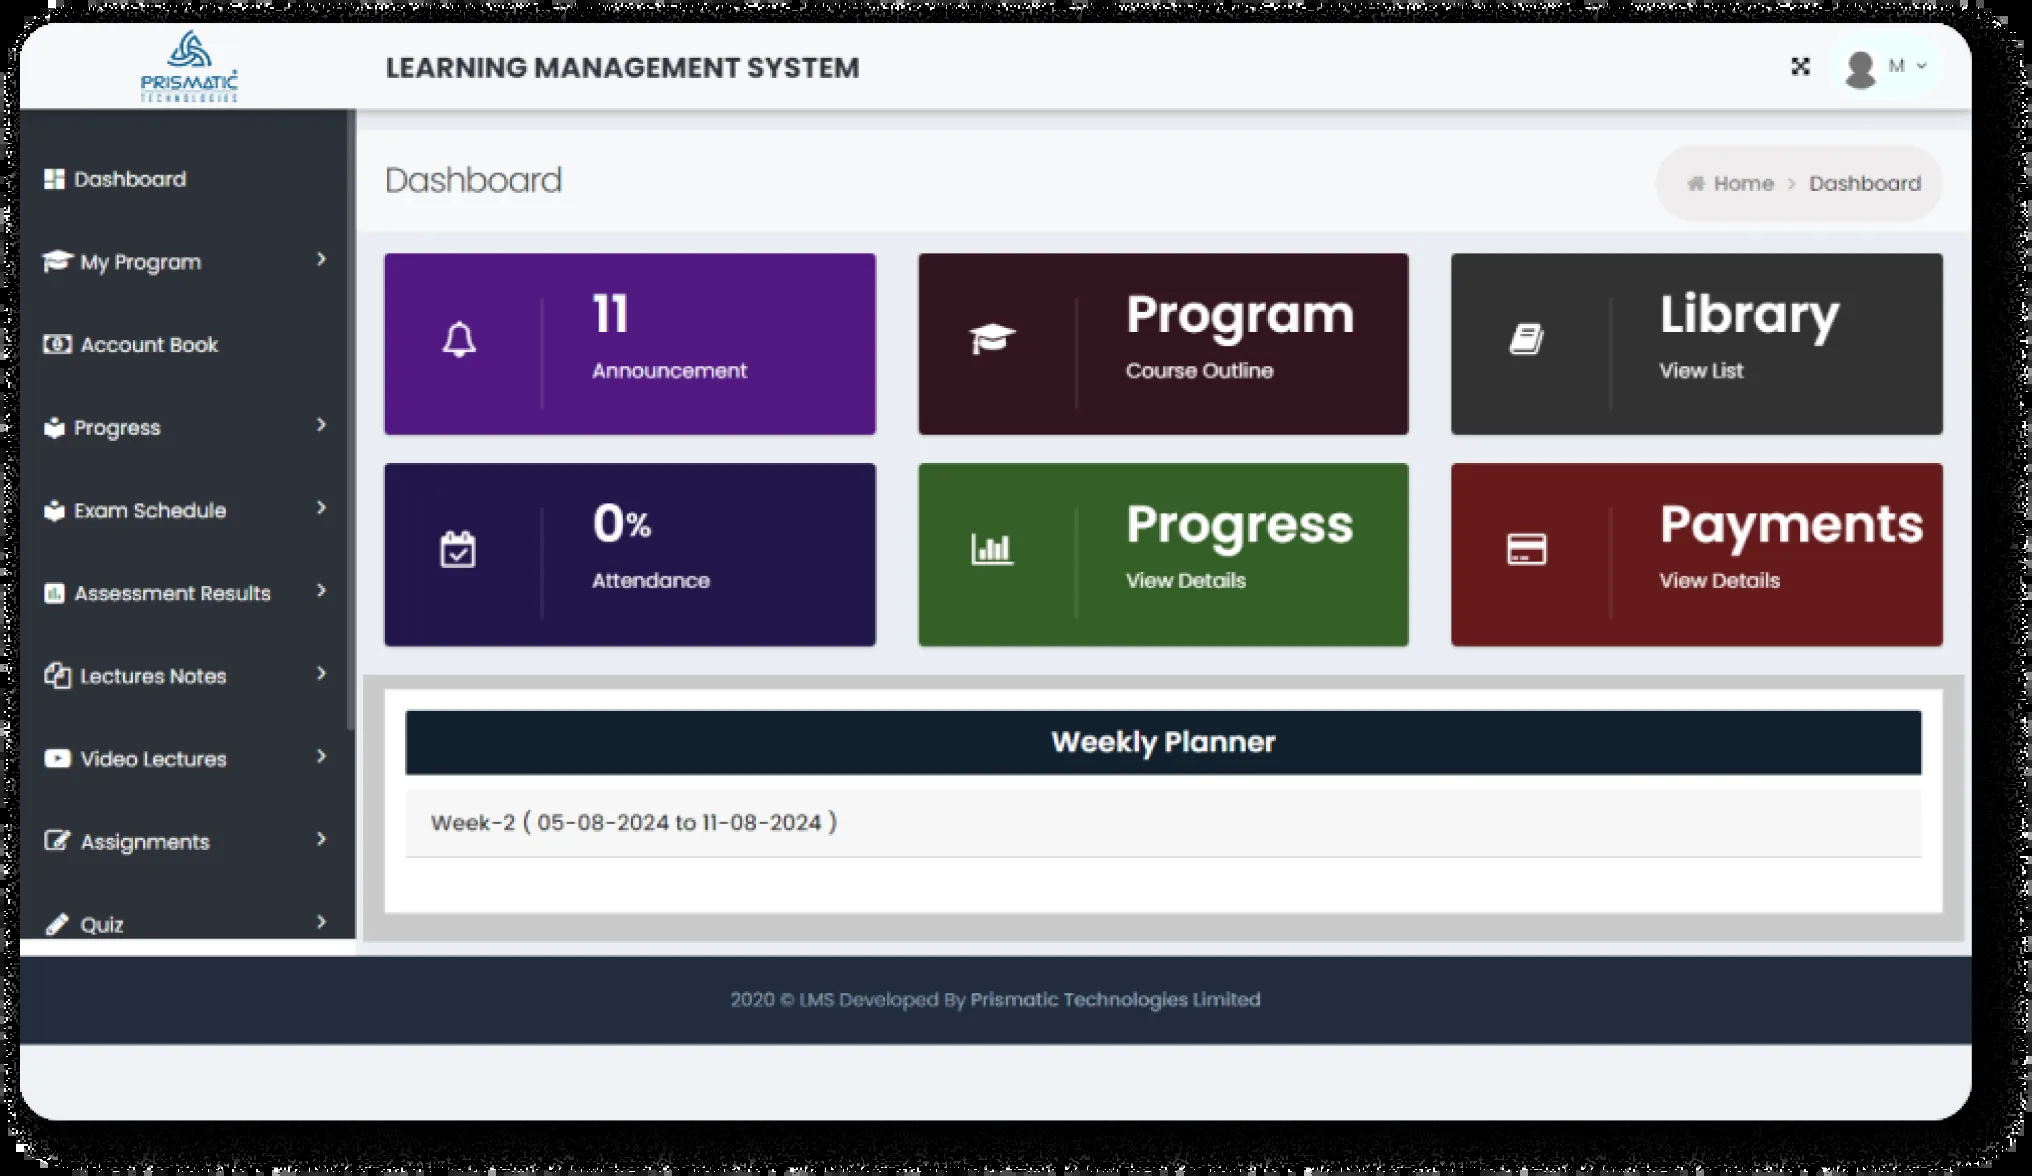 PRISMATIC
TECHNOLOGIES
LEARNING MANAGEMENT SYSTEM
M
Dashboard
My Program
Account Book
Progress
Exam Schedule
Assessment Results
Lectures Notes
Video Lectures
Assignments
Quiz
Dashboard
Home > Dashboard
11
Announcement
Program
Course Outline
Library
View List
0%
Attendance
Progress
View Details
Payments
View Details
Weekly Planner
Week-2 ( 05-08-2024 to 11-08-2024 )
2020 © LMS Developed By Prismatic Technologies Limited